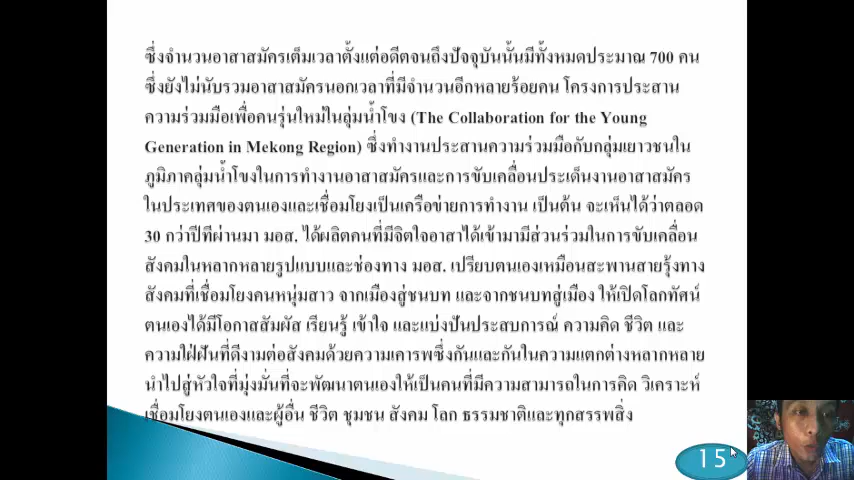 ซึ่งจำนวนอาสาสมัครเต็มเวลาตั้งแต่อดีตจนถึงปัจจุบันนั้นมีทั้งหมดประมาณ 700 คน
ซึ่งยังไม่นับรวมอาสาสมัครนอกเวลาที่มีจำนวนอีกหลายร้อยคน โครงการประสาน
ความร่วมมือเพื่อคนรุ่นใหม่ในลุ่มน้ำโขง (The Collaboration for the Young
Generation in Mekong Region) ซึ่งทำงานประสานความร่วมมือกับกลุ่มเยาวชนใน
ภูมิภาคลุ่มน้ำโขงในการทำงานอาสาสมัครและการขับเคลื่อนประเด็นงานอาสาสมัคร
ในประเทศของตนเองและเชื่อมโยงเป็นเครือข่ายการทำงาน เป็นต้น จะเห็นได้ว่าตลอด
30 กว่าปีที่ผ่านมา มอส. ได้ผลิตคนที่มีจิตใจอาสาได้เข้ามามีส่วนร่วมในการขับเคลื่อน
สังคมในหลากหลายรูปแบบและช่องทาง มอส. เปรียบตนเองเหมือนสะพานสายรุ้งทาง
สังคมที่เชื่อมโยงคนหนุ่มสาว จากเมืองสู่ชนบท และจากชนบทสู่เมือง ให้เปิดโลกทัศน์
ตนเองได้มีโอกาสสัมผัส เรียนรู้ เข้าใจ และแบ่งปันประสบการณ์ ความคิด ชีวิต และ
ความใฝ่ฝันที่ดีงามต่อสังคมด้วยความเคารพซึ่งกันและกันในความแตกต่างหลากหลาย
นำไปสู่หัวใจที่มุ่งมั่นที่จะพัฒนาตนเองให้เป็นคนที่มีความสามารถในการคิด วิเคราะห์
เชื่อมโยงตนเองและผู้อื่น ชีวิต ชุมชน สังคม โลก ธรรมชาติและทุกสรรพสิ่ง
15